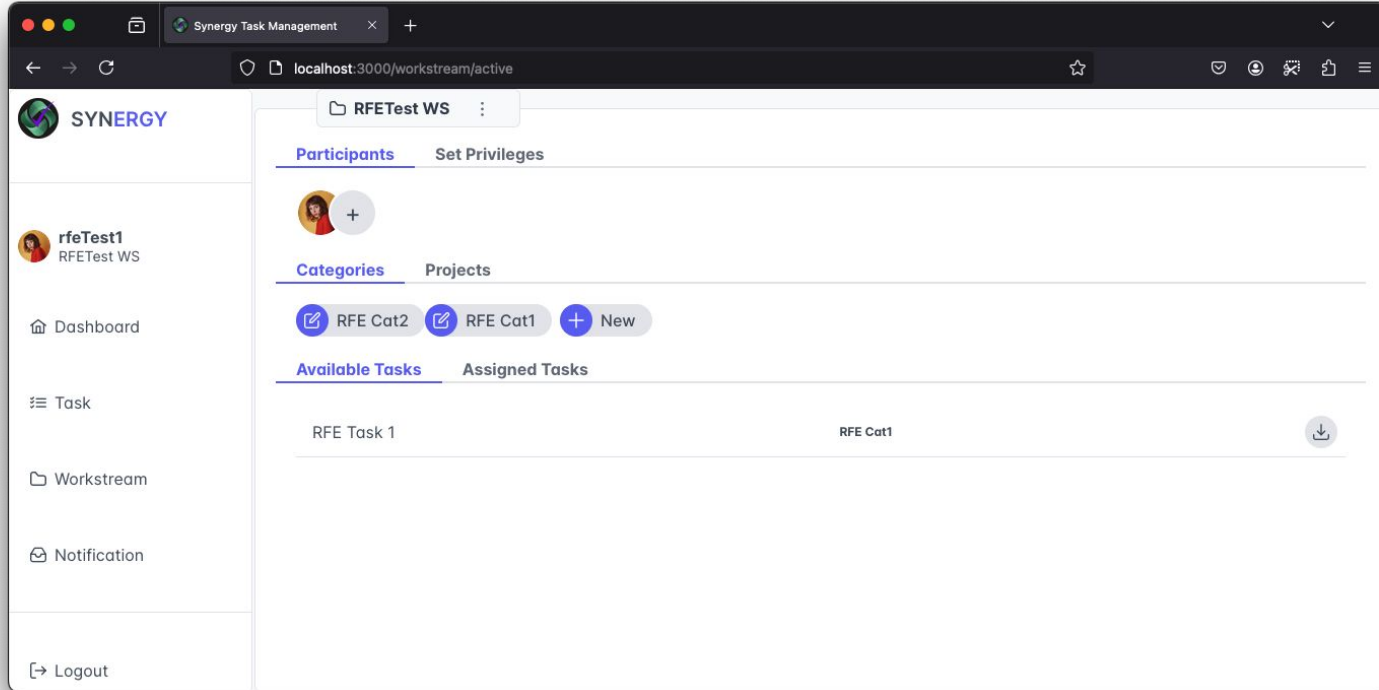 Synergy Task Management
localhost:3000/workstream/active
SYNERGY
rfeTest1
RFETest WS
Dashboard
Task
Workstream
Notification
Logout
RFETest WS
Participants Set Privileges
+
Categories Projects
RFE Cat2 RFE Cat1 + New
Available Tasks Assigned Tasks
RFE Task 1 RFE Cat1